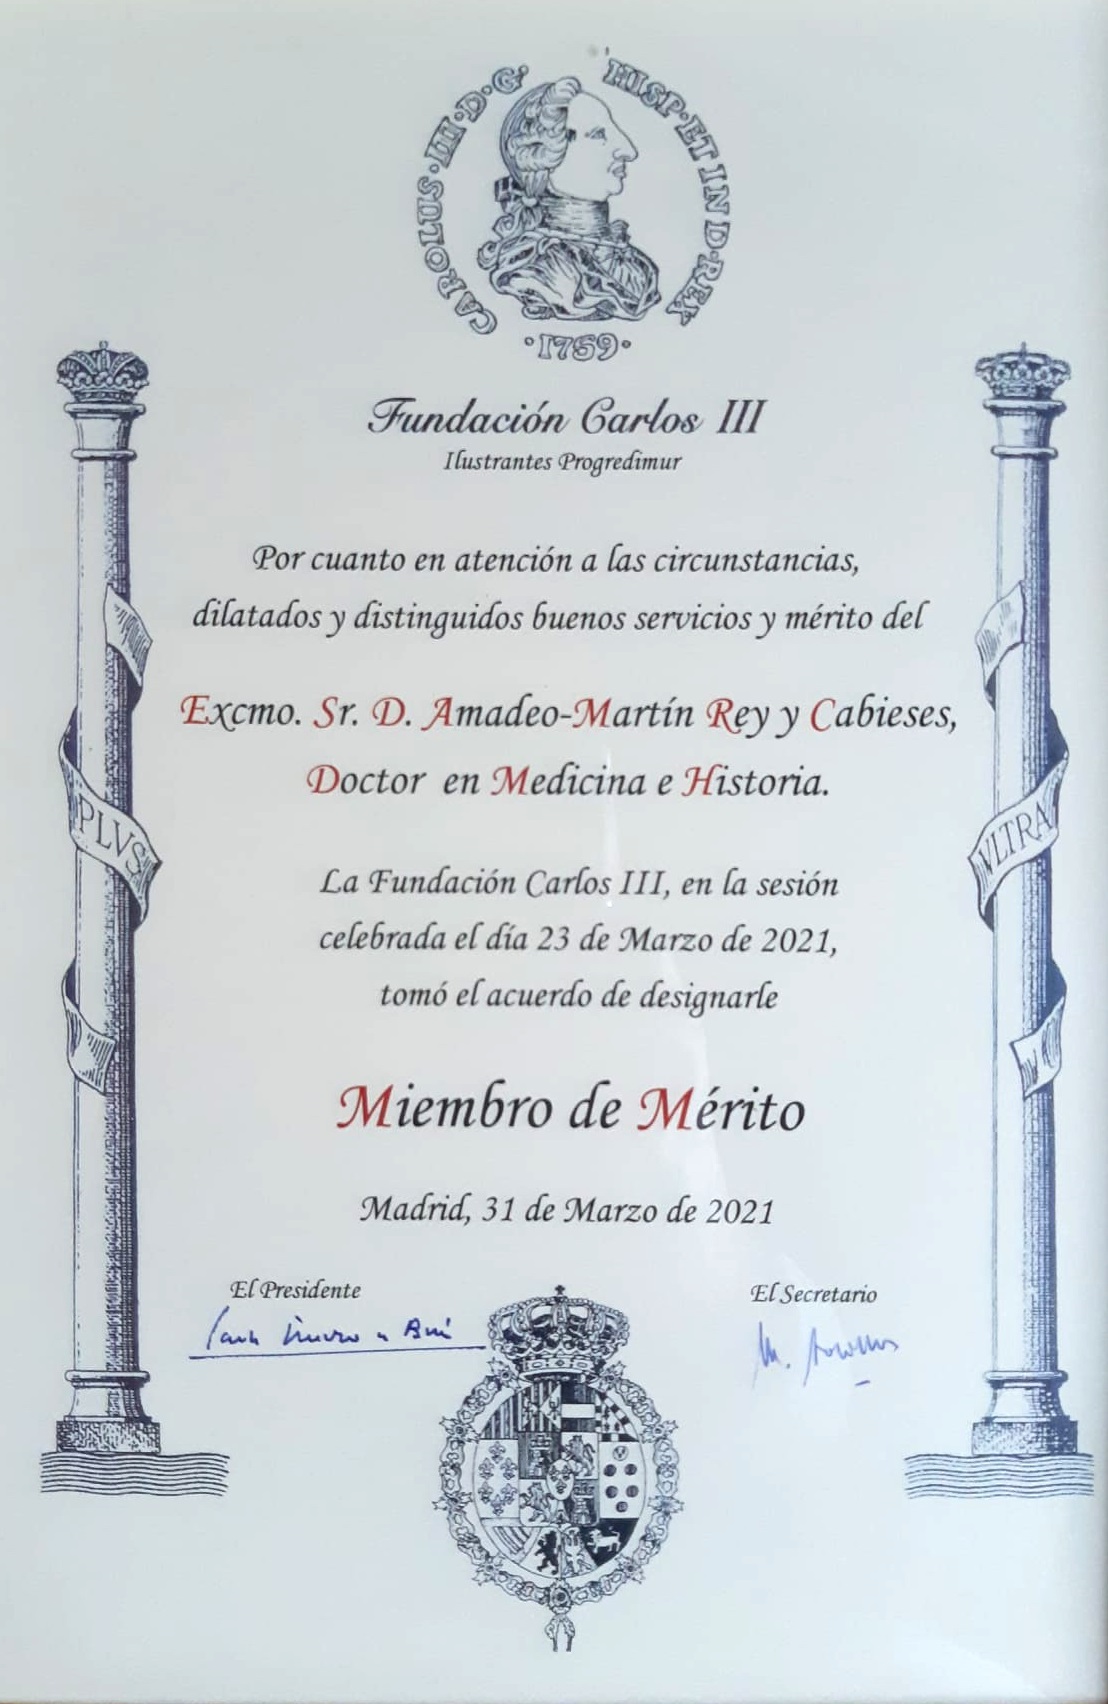 CAROLUS·III·D·G· HISP·ET IND·REX
·1759·
Fundación Carlos III
Ilustrantes Progredimur
Por cuanto en atención a las circunstancias,
dilatados y distinguidos buenos servicios y mérito del
Excmo. Sr. D. Amadeo-Martín Rey y Cabieses,
Doctor en Medicina e Historia.
La Fundación Carlos III, en la sesión
celebrada el día 23 de Marzo de 2021,
tomó el acuerdo de designarle
Miembro de Mérito
Madrid, 31 de Marzo de 2021
El Presidente
El Secretario
PLVS
VLTRA